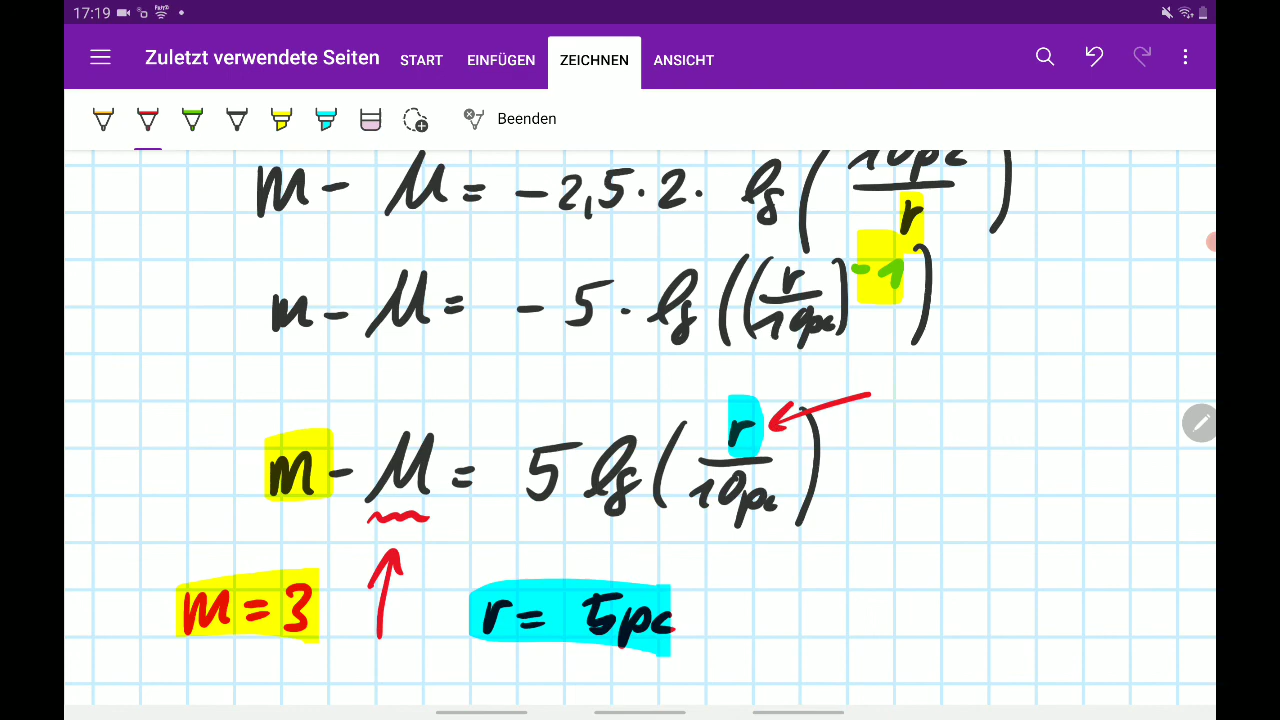 17:19
Zuletzt verwendete Seiten START EINFÜGEN ZEICHNEN ANSICHT
Beenden
m - M = -2,5 · 2 · lg(10pc/r)
m - M = - 5 · lg((r/10pc)^-1)
m - M = 5 lg(r/10pc)
m = 3 r = 5pc